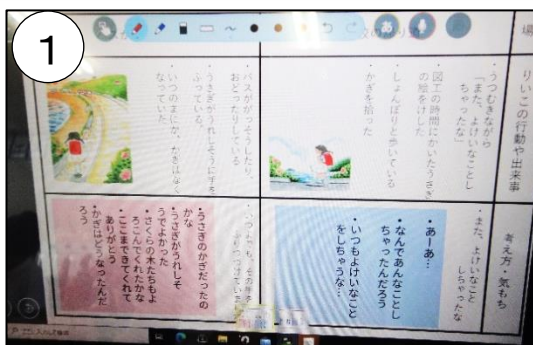 1
場
りいこの行動や出来事
考え方・気もち
・うつむきながら
「また、よけいなことし
ちゃったな」
・図工の時間にかいたうさぎ
の絵をけした
・しょんぼりと歩いている
・かぎを拾った
・また、よけいなこと
しちゃったな
・あーあ…
・なんであんなことし
ちゃったんだろう
・いつもよけいなこと
をしちゃうな…
・バスがかっそうしたり、
おどったりしている
・うさぎがうれしそうに手を
ふっている
・いつのまにか、かぎはなく
なっていた
・うさぎのかぎだったの
かな
・うさぎがうれしそ
うでよかった
・さくらの木たちもよ
ろこんでくれたかな
・ここまできてくれて
ありがとう
・かぎはどうなったんだ
ろう
あ